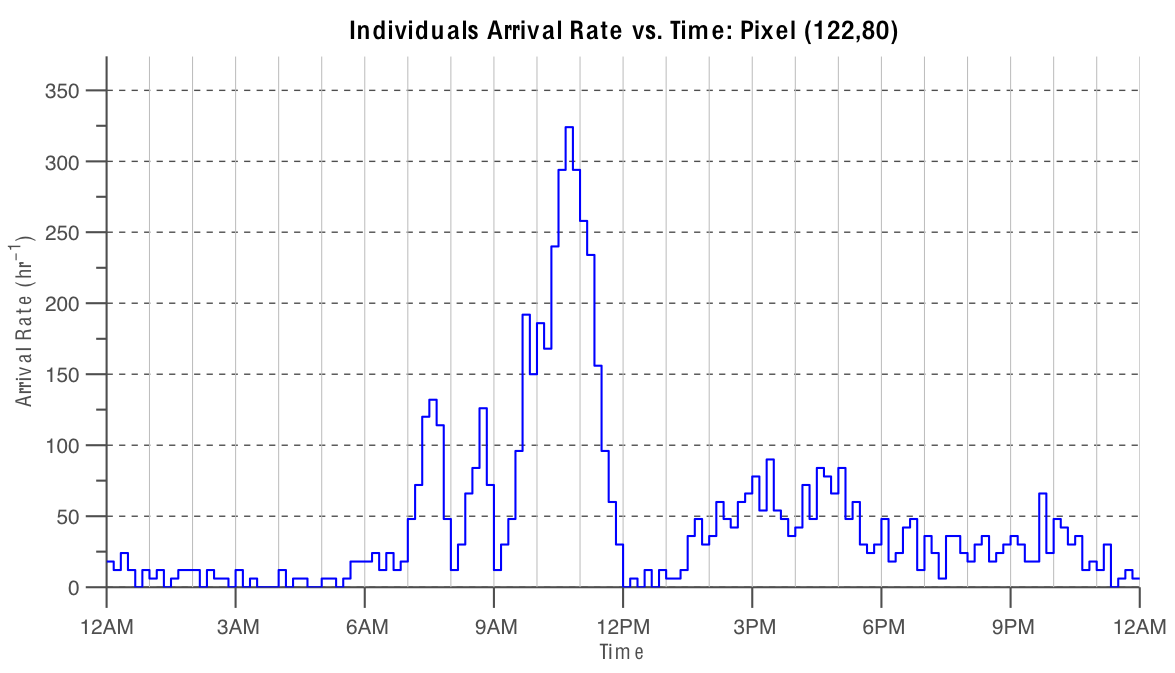 Individuals Arrival Rate vs. Time: Pixel (122,80)
Arrival Rate (hr⁻¹)
350
300
250
200
150
100
50
0
12AM 3AM 6AM 9AM 12PM 3PM 6PM 9PM 12AM
Time